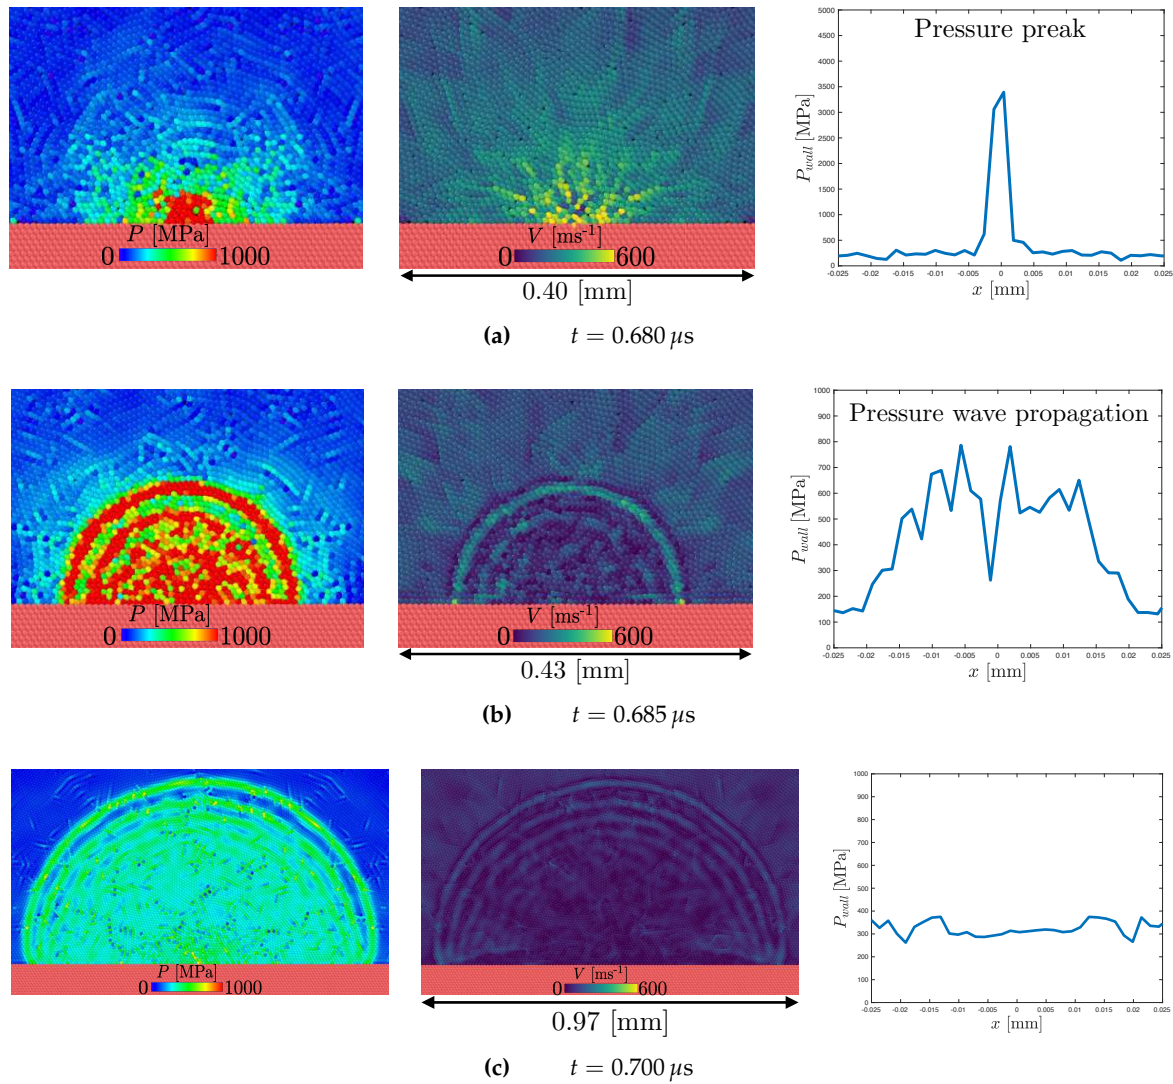 P [MPa]
0 1000
V [ms⁻¹]
0 600
0.40 [mm]
Pressure preak
5000
4500
4000
3500
3000
2500
2000
1500
1000
500
0
P_wall [MPa]
-0.025 -0.02 -0.015 -0.01 -0.005 0 0.005 0.01 0.015 0.02 0.025
x [mm]
(a) t = 0.680 μs
P [MPa]
0 1000
V [ms⁻¹]
0 600
0.43 [mm]
Pressure wave propagation
1000
900
800
700
600
500
400
300
200
100
0
P_wall [MPa]
-0.025 -0.02 -0.015 -0.01 -0.005 0 0.005 0.01 0.015 0.02 0.025
x [mm]
(b) t = 0.685 μs
P [MPa]
0 1000
V [ms⁻¹]
0 600
0.97 [mm]
1000
900
800
700
600
500
400
300
200
100
0
P_wall [MPa]
-0.025 -0.02 -0.015 -0.01 -0.005 0 0.005 0.01 0.015 0.02 0.025
x [mm]
(c) t = 0.700 μs